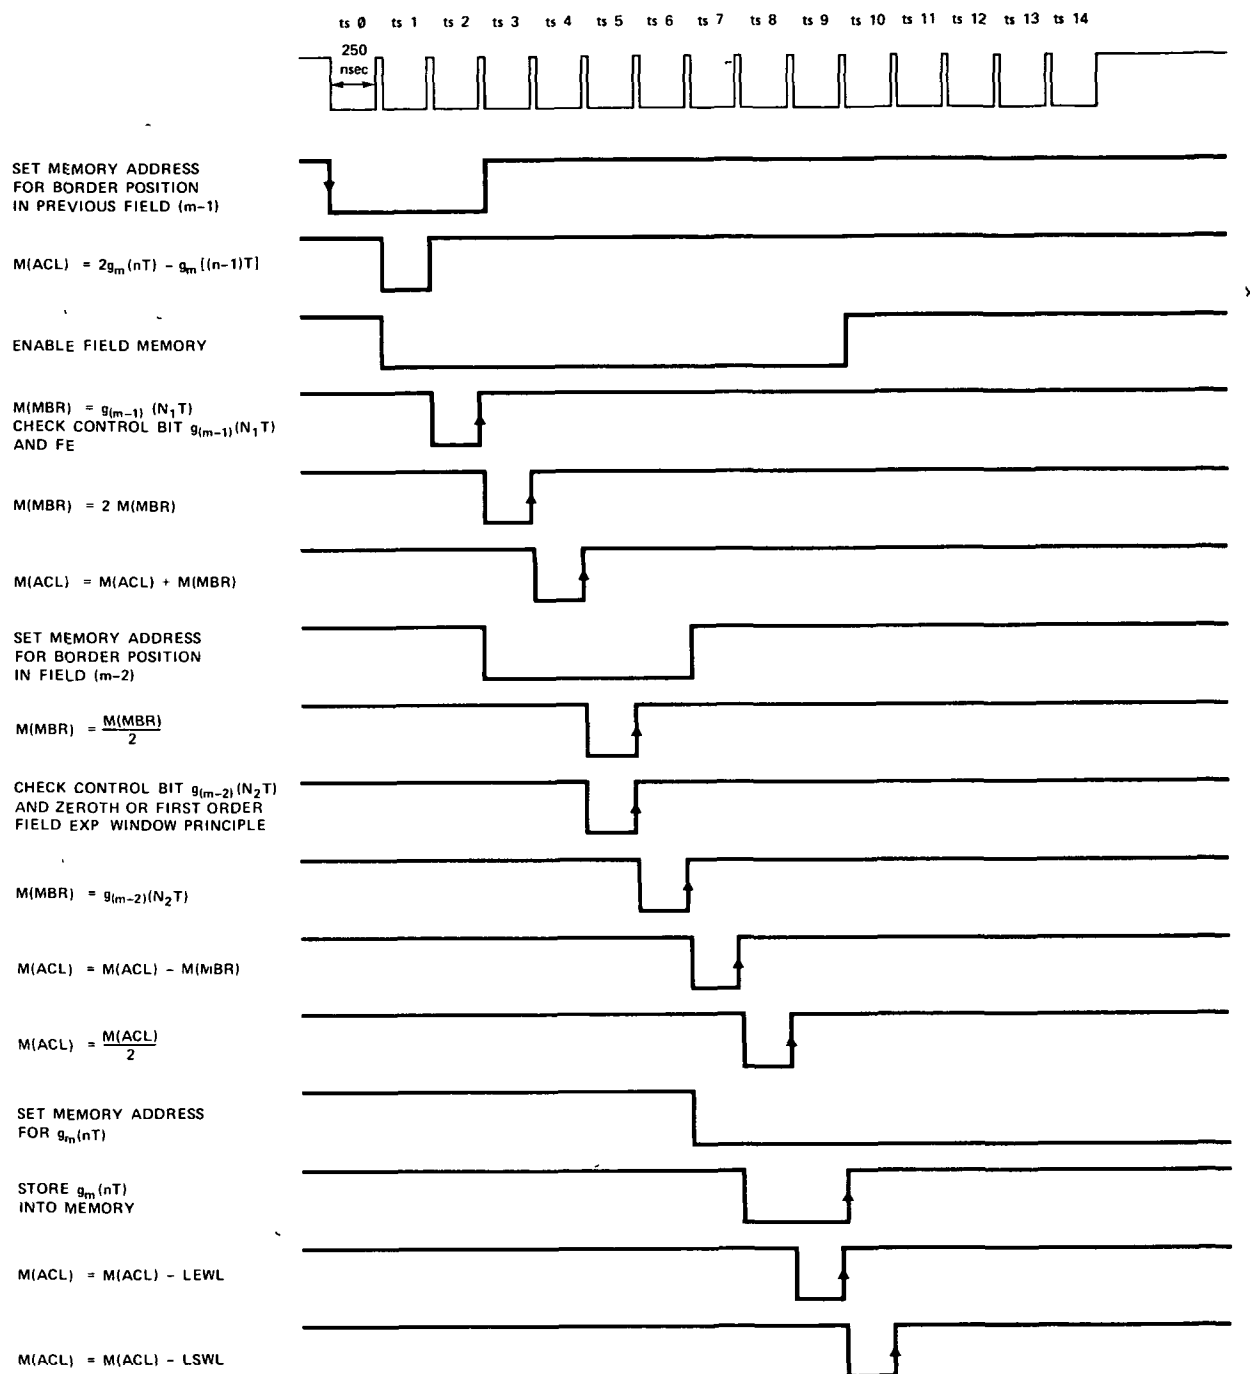 ts 0 ts 1 ts 2 ts 3 ts 4 ts 5 ts 6 ts 7 ts 8 ts 9 ts 10 ts 11 ts 12 ts 13 ts 14
250
nsec
SET MEMORY ADDRESS
FOR BORDER POSITION
IN PREVIOUS FIELD (m-1)
M(ACL) = 2gₘ(nT) - gₘ[(n-1)T]
ENABLE FIELD MEMORY
M(MBR) = g₍ₘ₋₁₎ (N₁T)
CHECK CONTROL BIT g₍ₘ₋₁₎(N₁T)
AND FE
M(MBR) = 2 M(MBR)
M(ACL) = M(ACL) + M(MBR)
SET MEMORY ADDRESS
FOR BORDER POSITION
IN FIELD (m-2)
M(MBR) = M(MBR)
2
CHECK CONTROL BIT g₍ₘ₋₂₎(N₂T)
AND ZEROTH OR FIRST ORDER
FIELD EXP WINDOW PRINCIPLE
M(MBR) = g₍ₘ₋₂₎(N₂T)
M(ACL) = M(ACL) - M(MBR)
M(ACL) = M(ACL)
2
SET MEMORY ADDRESS
FOR gₘ(nT)
STORE gₘ(nT)
INTO MEMORY
M(ACL) = M(ACL) - LEWL
M(ACL) = M(ACL) - LSWL